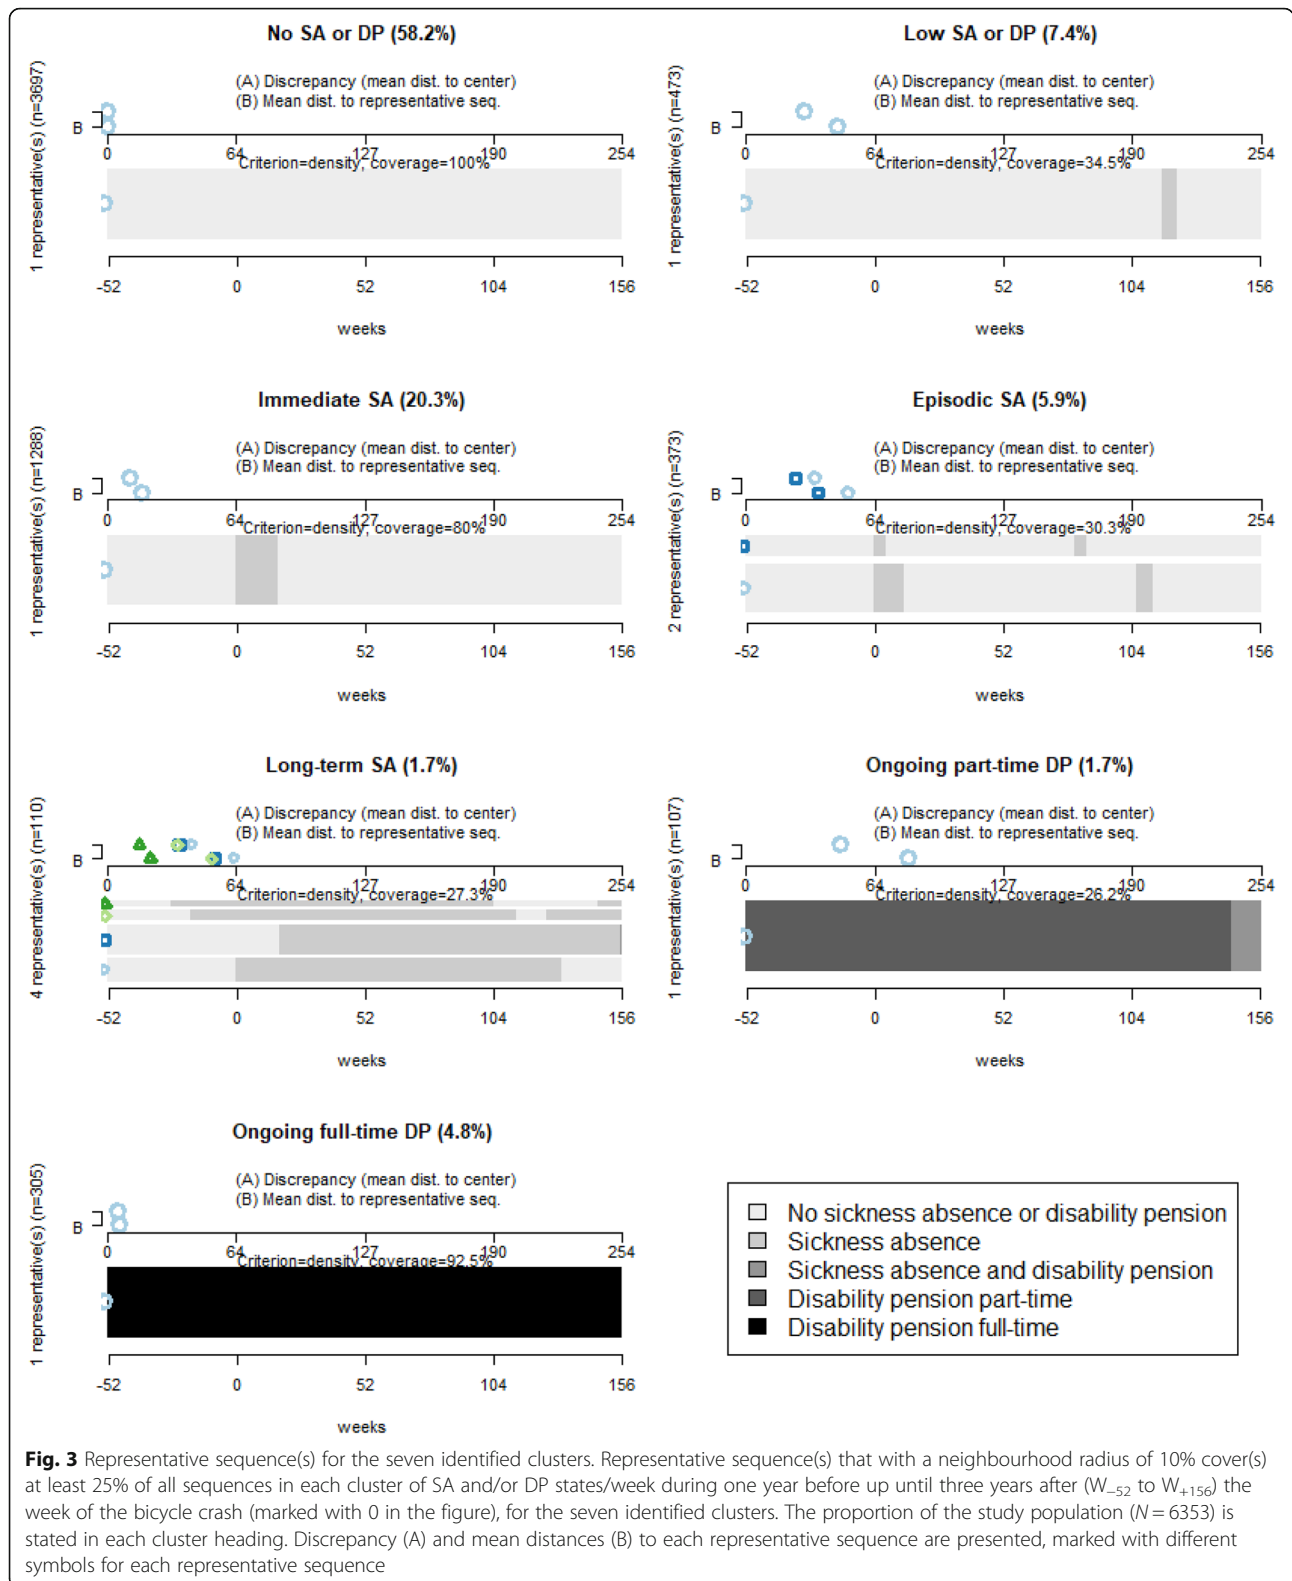 No SA or DP (58.2%)
1 representative(s) (n=3697)
(A) Discrepancy (mean dist. to center)
(B) Mean dist. to representative seq.
B
0 64 127 190 254
Criterion=density, coverage=100%
-52 0 52 104 156
weeks
Low SA or DP (7.4%)
1 representative(s) (n=473)
(A) Discrepancy (mean dist. to center)
(B) Mean dist. to representative seq.
B
0 64 127 190 254
Criterion=density, coverage=34.5%
-52 0 52 104 156
weeks
Immediate SA (20.3%)
1 representative(s) (n=1288)
(A) Discrepancy (mean dist. to center)
(B) Mean dist. to representative seq.
B
0 64 127 190 254
Criterion=density, coverage=80%
-52 0 52 104 156
weeks
Episodic SA (5.9%)
2 representative(s) (n=373)
(A) Discrepancy (mean dist. to center)
(B) Mean dist. to representative seq.
B
0 64 127 190 254
Criterion=density, coverage=30.3%
-52 0 52 104 156
weeks
Long-term SA (1.7%)
4 representative(s) (n=110)
(A) Discrepancy (mean dist. to center)
(B) Mean dist. to representative seq.
B
0 64 127 190 254
Criterion=density, coverage=27.3%
-52 0 52 104 156
weeks
Ongoing part-time DP (1.7%)
1 representative(s) (n=107)
(A) Discrepancy (mean dist. to center)
(B) Mean dist. to representative seq.
B
0 64 127 190 254
Criterion=density, coverage=26.2%
-52 0 52 104 156
weeks
Ongoing full-time DP (4.8%)
1 representative(s) (n=305)
(A) Discrepancy (mean dist. to center)
(B) Mean dist. to representative seq.
B
0 64 127 190 254
Criterion=density, coverage=92.5%
-52 0 52 104 156
weeks
No sickness absence or disability pension
Sickness absence
Sickness absence and disability pension
Disability pension part-time
Disability pension full-time
Fig. 3 Representative sequence(s) for the seven identified clusters. Representative sequence(s) that with a neighbourhood radius of 10% cover(s)
at least 25% of all sequences in each cluster of SA and/or DP states/week during one year before up until three years after (W₋₅₂ to W₊₁₅₆) the
week of the bicycle crash (marked with 0 in the figure), for the seven identified clusters. The proportion of the study population (N = 6353) is
stated in each cluster heading. Discrepancy (A) and mean distances (B) to each representative sequence are presented, marked with different
symbols for each representative sequence